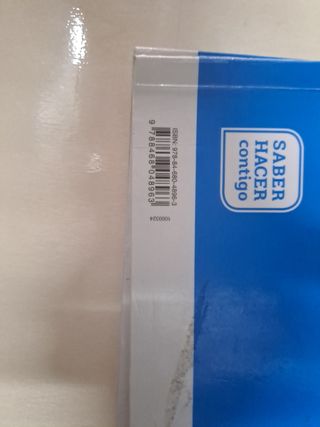 SABER
HACER
contigo
ISBN: 978-84-680-4896-3
9 788468 048963
1000324